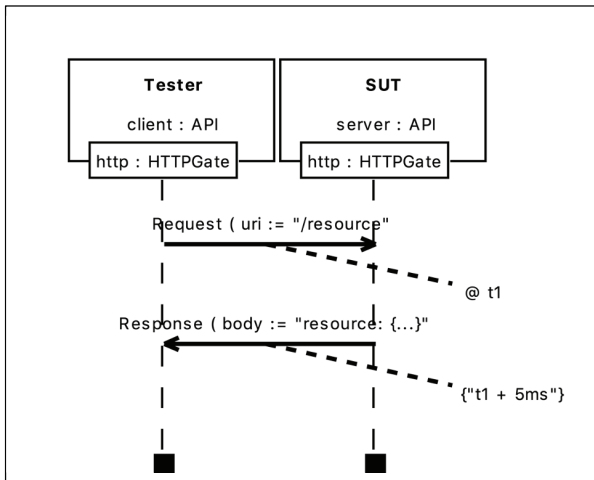 Tester SUT
client : API server : API
http : HTTPGate http : HTTPGate
Request ( uri := "/resource"
@ t1
Response ( body := "resource: {...}"
{"t1 + 5ms"}